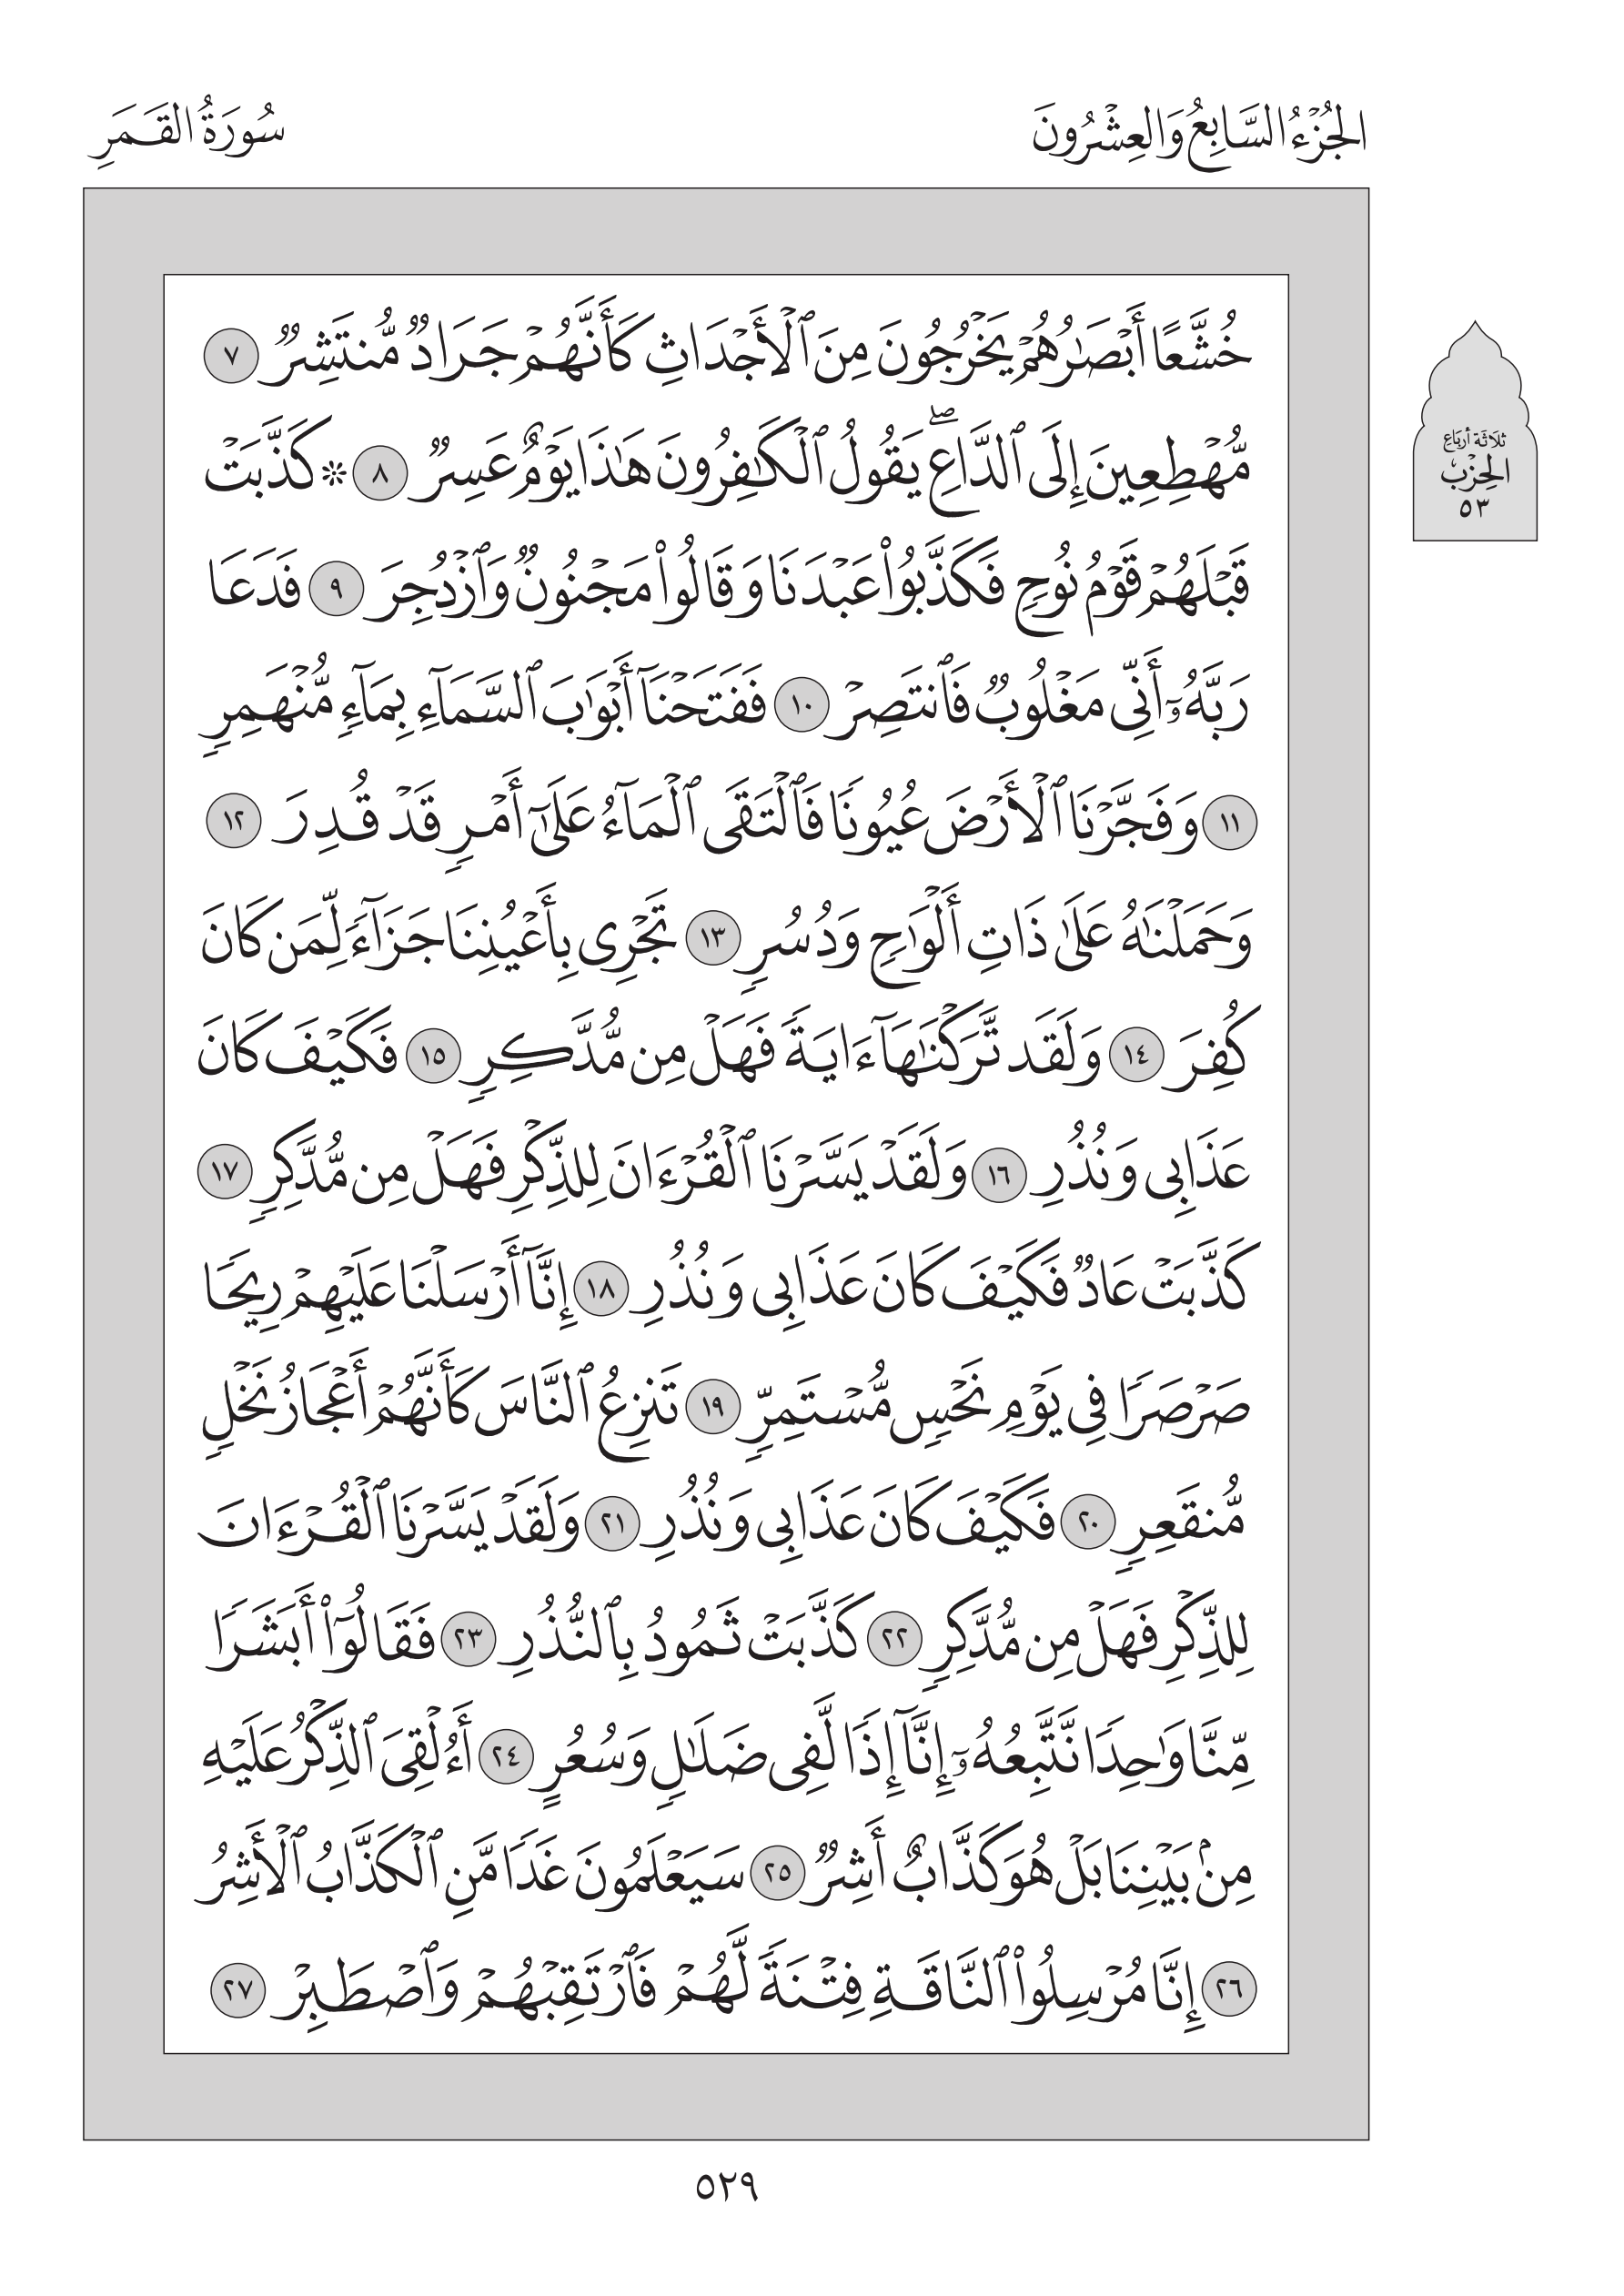 الجُزْءُ السَّابِعُ وَالعِشْرُونَ
سُورَةُ القَمَرِ
ثلاثة أرباع
الحِزْب
٥٣
خُشَّعًا أَبْصَٰرُهُمْ يَخْرُجُونَ مِنَ ٱلْأَجْدَاثِ كَأَنَّهُمْ جَرَادٌ مُّنتَشِرٌ ٧
مُّهْطِعِينَ إِلَى ٱلدَّاعِ ۖ يَقُولُ ٱلْكَٰفِرُونَ هَٰذَا يَوْمٌ عَسِرٌ ٨ * كَذَّبَتْ
قَبْلَهُمْ قَوْمُ نُوحٍ فَكَذَّبُوا۟ عَبْدَنَا وَقَالُوا۟ مَجْنُونٌ وَٱزْدُجِرَ ٩ فَدَعَا
رَبَّهُۥٓ أَنِّى مَغْلُوبٌ فَٱنتَصِرْ ١٠ فَفَتَحْنَآ أَبْوَٰبَ ٱلسَّمَآءِ بِمَآءٍ مُّنْهَمِرٍ
١١ وَفَجَّرْنَا ٱلْأَرْضَ عُيُونًا فَٱلْتَقَى ٱلْمَآءُ عَلَىٰٓ أَمْرٍ قَدْ قُدِرَ ١٢
وَحَمَلْنَٰهُ عَلَىٰ ذَاتِ أَلْوَٰحٍ وَدُسُرٍ ١٣ تَجْرِى بِأَعْيُنِنَا جَزَآءً لِّمَن كَانَ
كُفِرَ ١٤ وَلَقَد تَّرَكْنَٰهَآ ءَايَةً فَهَلْ مِن مُّدَّكِرٍ ١٥ فَكَيْفَ كَانَ
عَذَابِى وَنُذُرِ ١٦ وَلَقَدْ يَسَّرْنَا ٱلْقُرْءَانَ لِلذِّكْرِ فَهَلْ مِن مُّدَّكِرٍ ١٧
كَذَّبَتْ عَادٌ فَكَيْفَ كَانَ عَذَابِى وَنُذُرِ ١٨ إِنَّآ أَرْسَلْنَا عَلَيْهِمْ رِيحًا
صَرْصَرًا فِى يَوْمِ نَحْسٍ مُّسْتَمِرٍّ ١٩ تَنزِعُ ٱلنَّاسَ كَأَنَّهُمْ أَعْجَازُ نَخْلٍ
مُّنقَعِرٍ ٢٠ فَكَيْفَ كَانَ عَذَابِى وَنُذُرِ ٢١ وَلَقَدْ يَسَّرْنَا ٱلْقُرْءَانَ
لِلذِّكْرِ فَهَلْ مِن مُّدَّكِرٍ ٢٢ كَذَّبَتْ ثَمُودُ بِٱلنُّذُرِ ٢٣ فَقَالُوٓا۟ أَبَشَرًا
مِّنَّا وَٰحِدًا نَّتَّبِعُهُۥٓ إِنَّآ إِذًا لَّفِى ضَلَٰلٍ وَسُعُرٍ ٢٤ أَءُلْقِىَ ٱلذِّكْرُ عَلَيْهِ
مِنۢ بَيْنِنَا بَلْ هُوَ كَذَّابٌ أَشِرٌ ٢٥ سَيَعْلَمُونَ غَدًا مَّنِ ٱلْكَذَّابُ ٱلْأَشِرُ
٢٦ إِنَّا مُرْسِلُوا۟ ٱلنَّاقَةِ فِتْنَةً لَّهُمْ فَٱرْتَقِبْهُمْ وَٱصْطَبِرْ ٢٧
٥٢٩